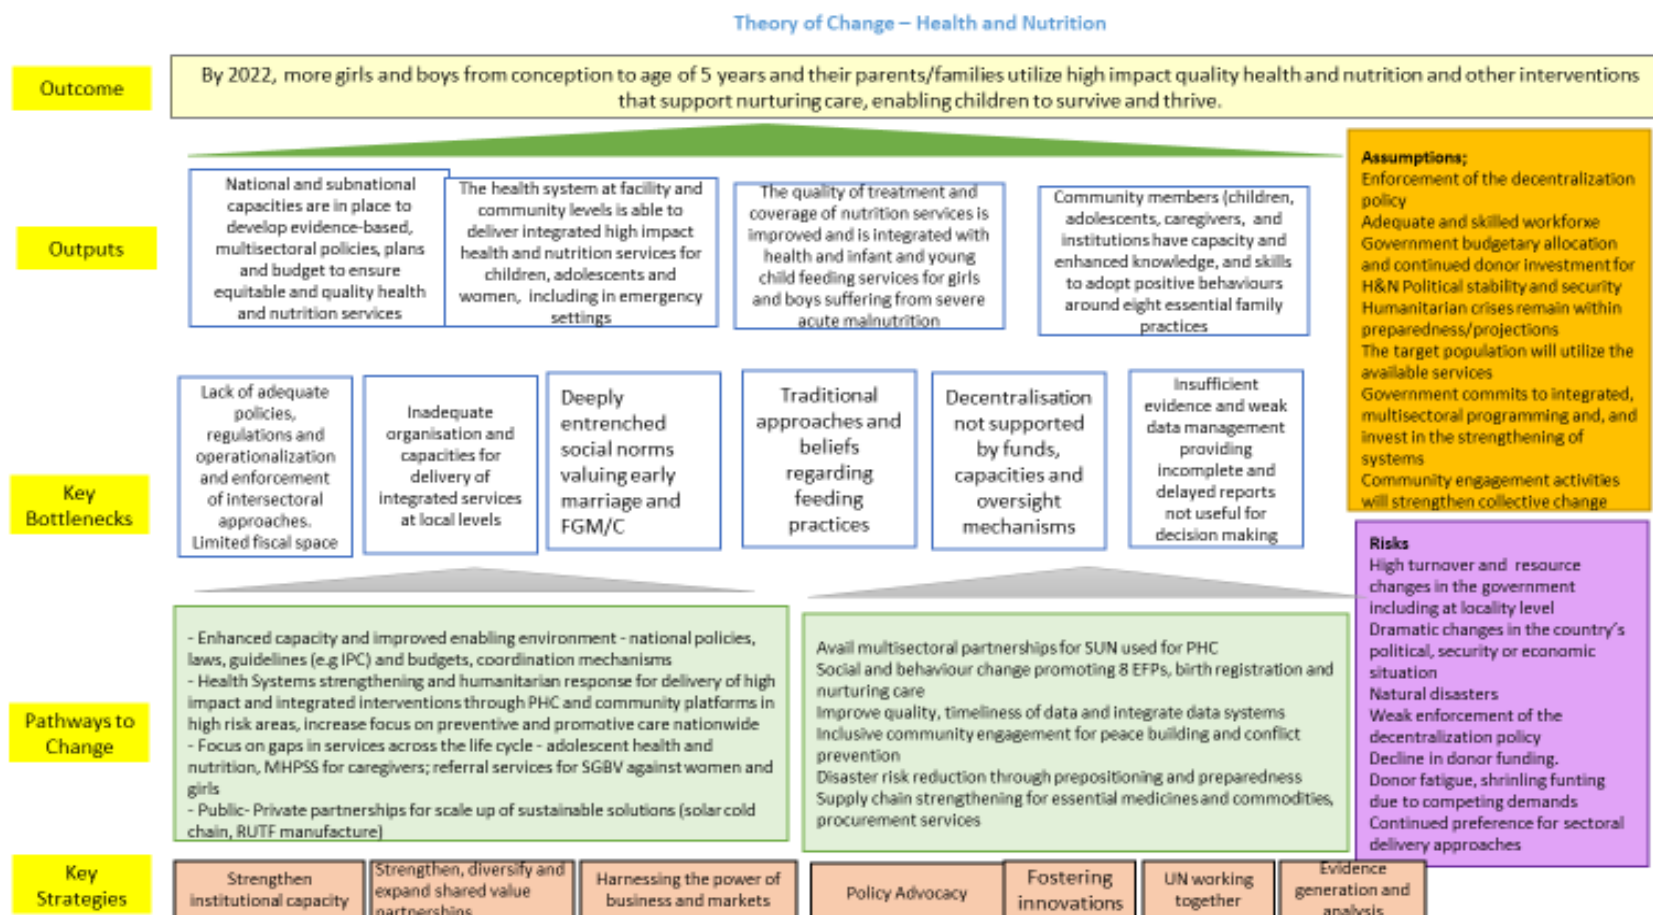 Theory of Change – Health and Nutrition
Outcome
By 2022, more girls and boys from conception to age of 5 years and their parents/families utilize high impact quality health and nutrition and other interventions
that support nurturing care, enabling children to survive and thrive.
Outputs
National and subnational
capacities are in place to
develop evidence-based,
multisectoral policies, plans
and budget to ensure
equitable and quality health
and nutrition services
The health system at facility and
community levels is able to
deliver integrated high impact
health and nutrition services for
children, adolescents and
women, including in emergency
settings
The quality of treatment and
coverage of nutrition services is
improved and is integrated with
health and infant and young
child feeding services for girls
and boys suffering from severe
acute malnutrition
Community members (children,
adolescents, caregivers, and
institutions have capacity and
enhanced knowledge, and skills
to adopt positive behaviours
around eight essential family
practices
Assumptions;
Enforcement of the decentralization
policy
Adequate and skilled workforxe
Government budgetary allocation
and continued donor investment for
H&N Political stability and security
Humanitarian crises remain within
preparedness/projections
The target population will utilize the
available services
Government commits to integrated,
multisectoral programming and, and
invest in the strengthening of
systems
Community engagement activities
will strengthen collective change
Key
Bottlenecks
Lack of adequate
policies,
regulations and
operationalization
and enforcement
of intersectoral
approaches.
Limited fiscal space
Inadequate
organisation and
capacities for
delivery of
integrated services
at local levels
Deeply
entrenched
social norms
valuing early
marriage and
FGM/C
Traditional
approaches and
beliefs
regarding
feeding
practices
Decentralisation
not supported
by funds,
capacities and
oversight
mechanisms
Insufficient
evidence and weak
data management
providing
incomplete and
delayed reports
not useful for
decision making
Risks
High turnover and resource
changes in the government
including at locality level
Dramatic changes in the country's
political, security or economic
situation
Natural disasters
Weak enforcement of the
decentralization policy
Decline in donor funding.
Donor fatigue, shrinling funting
due to competing demands
Continued preference for sectoral
delivery approaches
Pathways to
Change
- Enhanced capacity and improved enabling environment - national policies,
laws, guidelines (e.g IPC) and budgets, coordination mechanisms
- Health Systems strengthening and humanitarian response for delivery of high
impact and integrated interventions through PHC and community platforms in
high risk areas, increase focus on preventive and promotive care nationwide
- Focus on gaps in services across the life cycle - adolescent health and
nutrition, MHPSS for caregivers; referral services for SGBV against women and
girls
- Public- Private partnerships for scale up of sustainable solutions (solar cold
chain, RUTF manufacture)
Avail multisectoral partnerships for SUN used for PHC
Social and behaviour change promoting 8 EFPs, birth registration and
nurturing care
Improve quality, timeliness of data and integrate data systems
Inclusive community engagement for peace building and conflict
prevention
Disaster risk reduction through prepositioning and preparedness
Supply chain strengthening for essential medicines and commodities,
procurement services
Key
Strategies
Strengthen
institutional capacity
Strengthen, diversify and
expand shared value
partnerships
Harnessing the power of
business and markets
Policy Advocacy
Fostering
innovations
UN working
together
Evidence
generation and
analysis